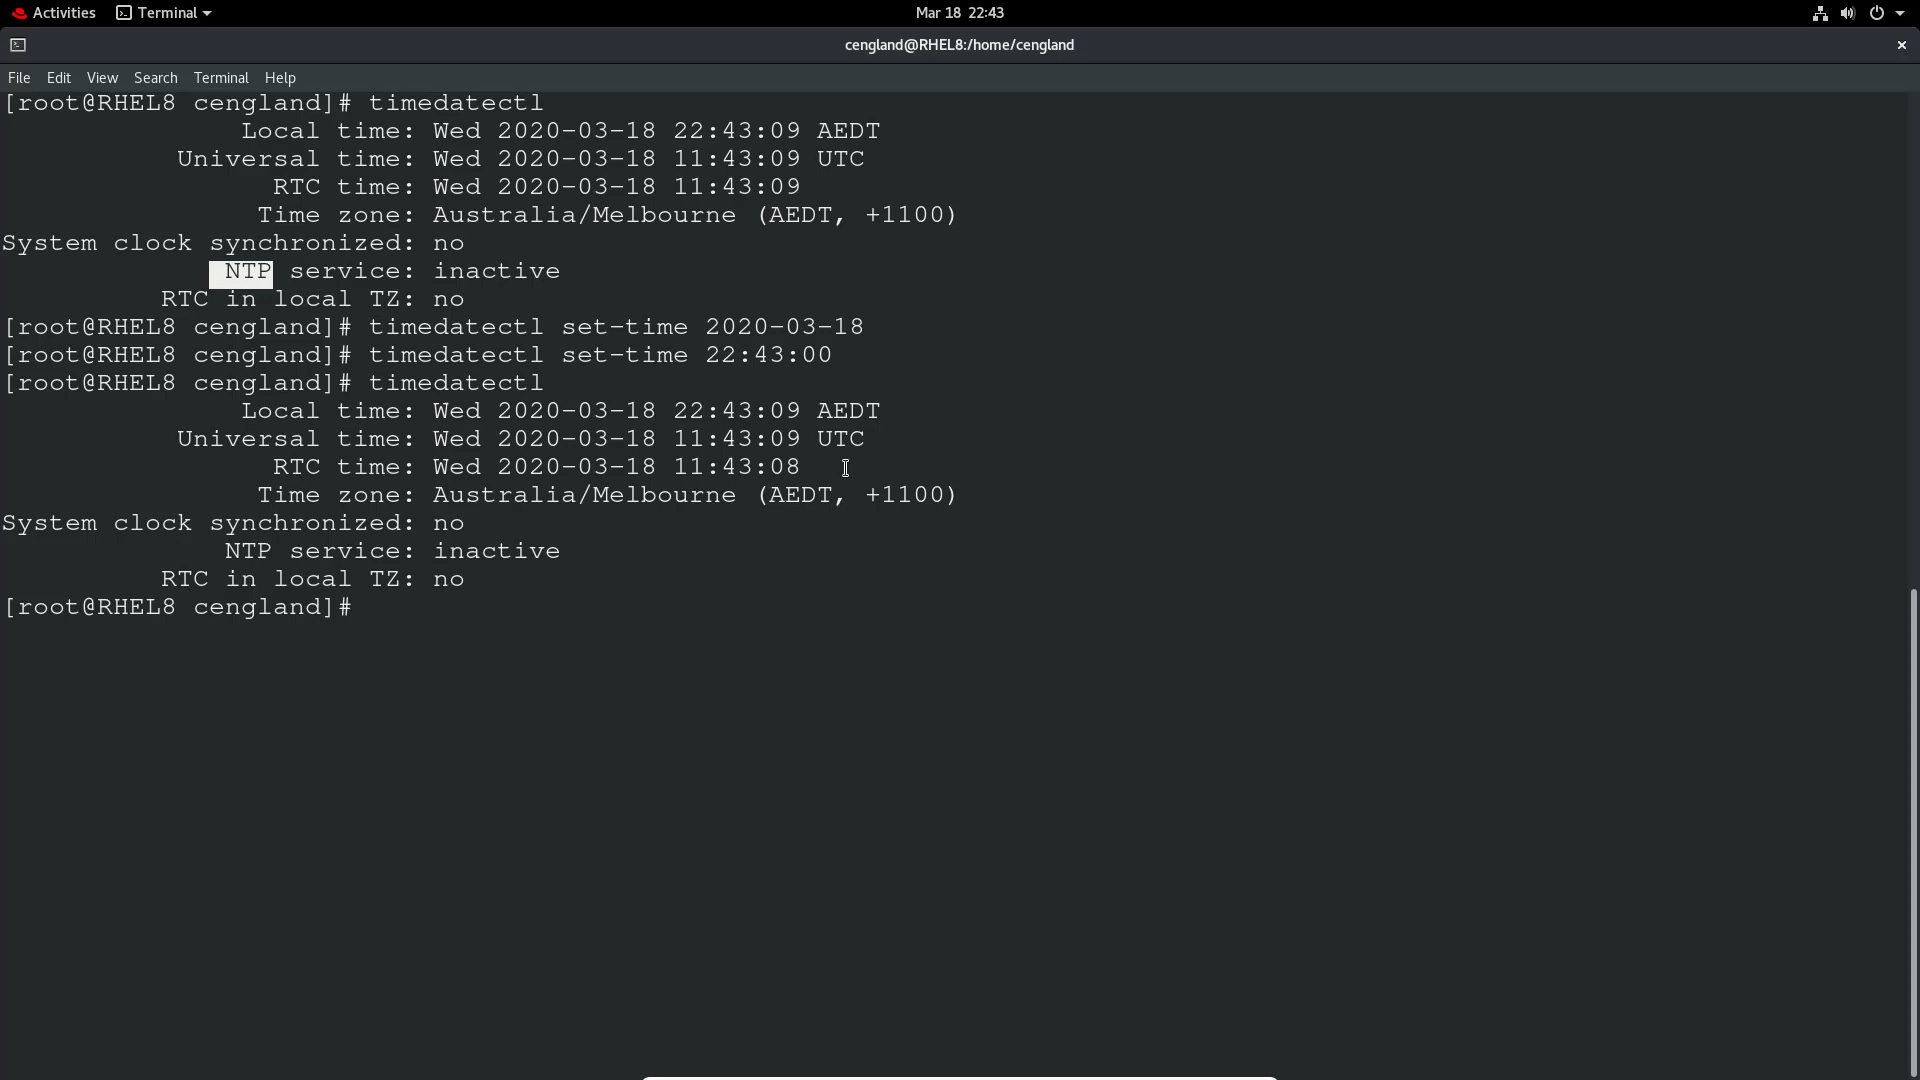 Activities Terminal Mar 18 22:43
cengland@RHEL8:/home/cengland
File Edit View Search Terminal Help
[root@RHEL8 cengland]# timedatectl
Local time: Wed 2020-03-18 22:43:09 AEDT
Universal time: Wed 2020-03-18 11:43:09 UTC
RTC time: Wed 2020-03-18 11:43:09
Time zone: Australia/Melbourne (AEDT, +1100)
System clock synchronized: no
NTP service: inactive
RTC in local TZ: no
[root@RHEL8 cengland]# timedatectl set-time 2020-03-18
[root@RHEL8 cengland]# timedatectl set-time 22:43:00
[root@RHEL8 cengland]# timedatectl
Local time: Wed 2020-03-18 22:43:09 AEDT
Universal time: Wed 2020-03-18 11:43:09 UTC
RTC time: Wed 2020-03-18 11:43:08
Time zone: Australia/Melbourne (AEDT, +1100)
System clock synchronized: no
NTP service: inactive
RTC in local TZ: no
[root@RHEL8 cengland]#